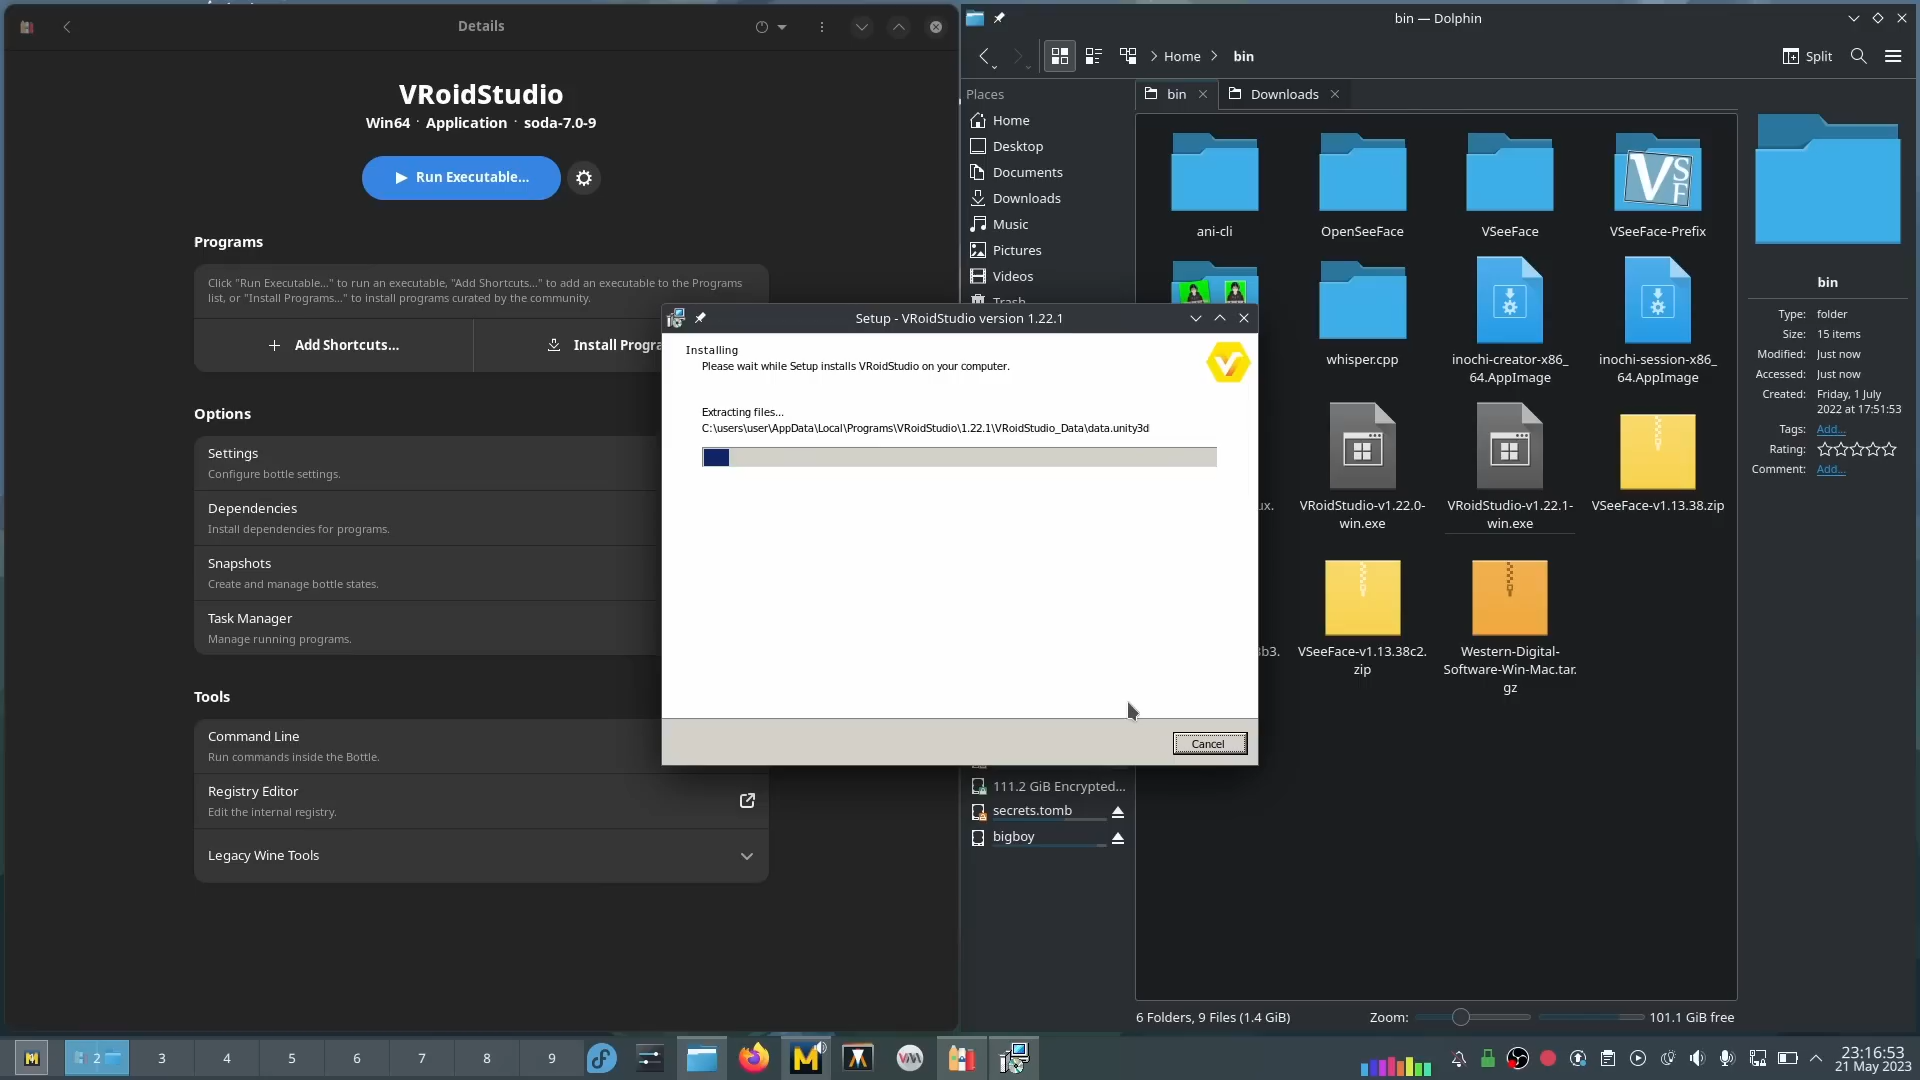 Details
VRoidStudio
Win64 · Application · soda-7.0-9
Run Executable...
Programs
Click "Run Executable..." to run an executable, "Add Shortcuts..." to add an executable to the Programs
list, or "Install Programs..." to install programs curated by the community.
Add Shortcuts...
Install Progra
Options
Settings
Configure bottle settings.
Dependencies
Install dependencies for programs.
Snapshots
Create and manage bottle states.
Task Manager
Manage running programs.
Tools
Command Line
Run commands inside the Bottle.
Registry Editor
Edit the internal registry.
Legacy Wine Tools
Setup - VRoidStudio version 1.22.1
Installing
Please wait while Setup installs VRoidStudio on your computer.
Extracting files...
C:\users\user\AppData\Local\Programs\VRoidStudio\1.22.1\VRoidStudio_Data\data.unity3d
Cancel
bin — Dolphin
Home
bin
Split
Places
Home
Desktop
Documents
Downloads
Music
Pictures
Videos
Trash
111.2 GiB Encrypted...
secrets.tomb
bigboy
bin
Downloads
ani-cli
OpenSeeFace
VSeeFace
VSF
VSeeFace-Prefix
whisper.cpp
inochi-creator-x86_
64.AppImage
inochi-session-x86_
64.AppImage
ux.
VRoidStudio-v1.22.0-
win.exe
VRoidStudio-v1.22.1-
win.exe
VSeeFace-v1.13.38.zip
3b3.
VSeeFace-v1.13.38c2.
zip
Western-Digital-
Software-Win-Mac.tar.
gz
bin
Type: folder
Size: 15 items
Modified: Just now
Accessed: Just now
Created: Friday, 1 July
2022 at 17:51:53
Tags: Add...
Rating:
Comment: Add...
6 Folders, 9 Files (1.4 GiB)
Zoom:
101.1 GiB free
2
3
4
5
6
7
8
9
23:16:53
21 May 2023